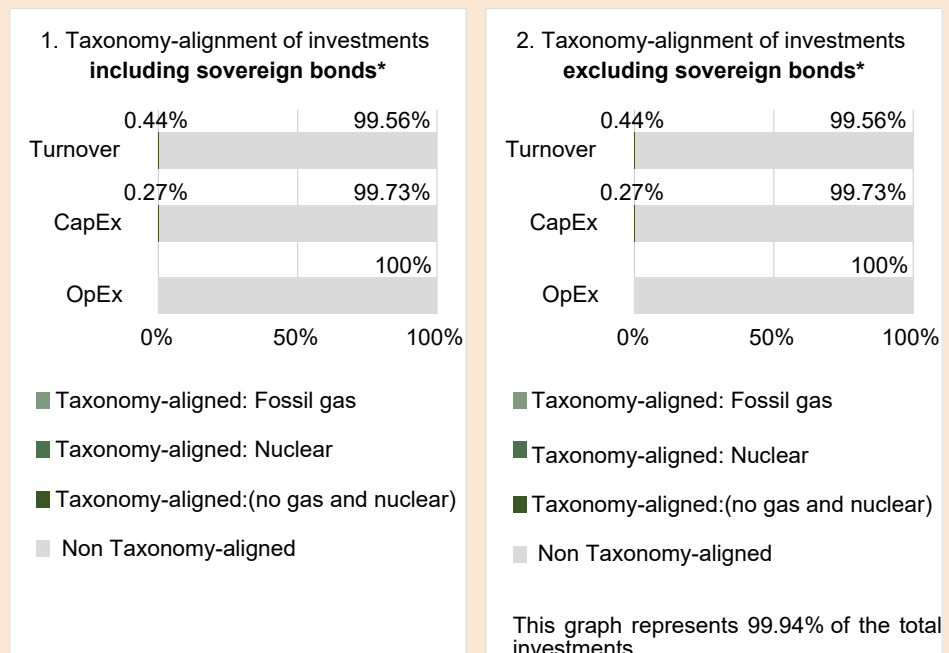 1. Taxonomy-alignment of investments
including sovereign bonds*
0.44% 99.56%
Turnover
0.27% 99.73%
CapEx
100%
OpEx
0% 50% 100%
Taxonomy-aligned: Fossil gas
Taxonomy-aligned: Nuclear
Taxonomy-aligned:(no gas and nuclear)
Non Taxonomy-aligned
2. Taxonomy-alignment of investments
excluding sovereign bonds*
0.44% 99.56%
Turnover
0.27% 99.73%
CapEx
100%
OpEx
0% 50% 100%
Taxonomy-aligned: Fossil gas
Taxonomy-aligned: Nuclear
Taxonomy-aligned:(no gas and nuclear)
Non Taxonomy-aligned
This graph represents 99.94% of the total
investments